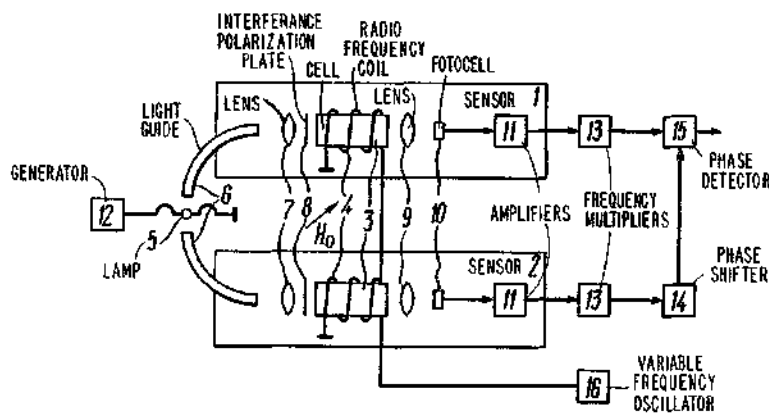 INTERFERANCE
POLARIZATION
PLATE
RADIO
FREQUENCY
COIL
CELL
FOTOCELL
LENS
LENS
SENSOR 1
LIGHT
GUIDE
11
13
15
PHASE
DETECTOR
GENERATOR
12
6
5
LAMP
7
8
H0
4
3
9
10
AMPLIFIERS
FREQUENCY
MULTIPLIERS
SENSOR 2
11
13
14
PHASE
SHIFTER
16
VARIABLE
FREQUENCY
OSCILLATOR